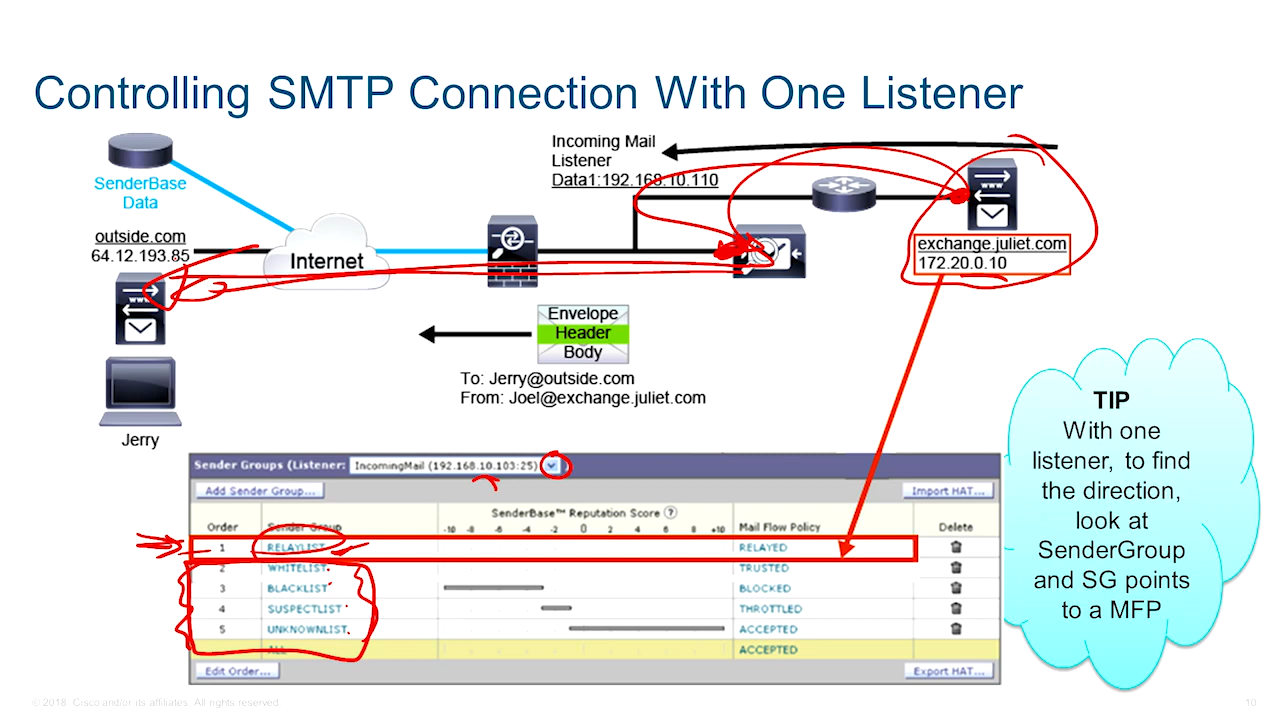 Controlling SMTP Connection With One Listener
SenderBase
Data
outside.com
64.12.193.85
Internet
www
Jerry
Incoming Mail
Listener
Data1:192.168.10.110
www
exchange.juliet.com
172.20.0.10
Envelope
Header
Body
To: Jerry@outside.com
From: Joel@exchange.juliet.com
TIP
With one
listener, to find
the direction,
look at
SenderGroup
and SG points
to a MFP
Sender Groups (Listener: IncomingMail (192.168.10.103:25) )
Add Sender Group... Import HAT...
SenderBase™ Reputation Score ?
Order Sender Group -10 -8 -6 -4 -2 0 2 4 6 8 +10 Mail Flow Policy Delete
1 RELAYLIST RELAYED
2 WHITELIST TRUSTED
3 BLACKLIST BLOCKED
4 SUSPECTLIST THROTTLED
5 UNKNOWNLIST ACCEPTED
ALL ACCEPTED
Edit Order... Export HAT...
© 2018 Cisco and/or its affiliates. All rights reserved
10